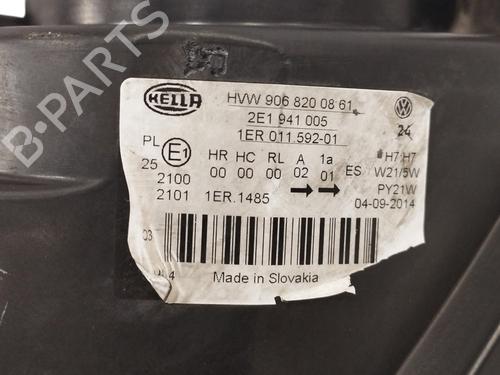 B-PARTS
HELLA
HVW 906 820 08 61
2E1 941 005
1ER 011 592-01
24
PL E1 HR HC RL A 1a H7/H7
25 00 00 00 02 01 ES W21/5W
2100 PY21W
2101 1ER.1485 04-09-2014
03
Made in Slovakia